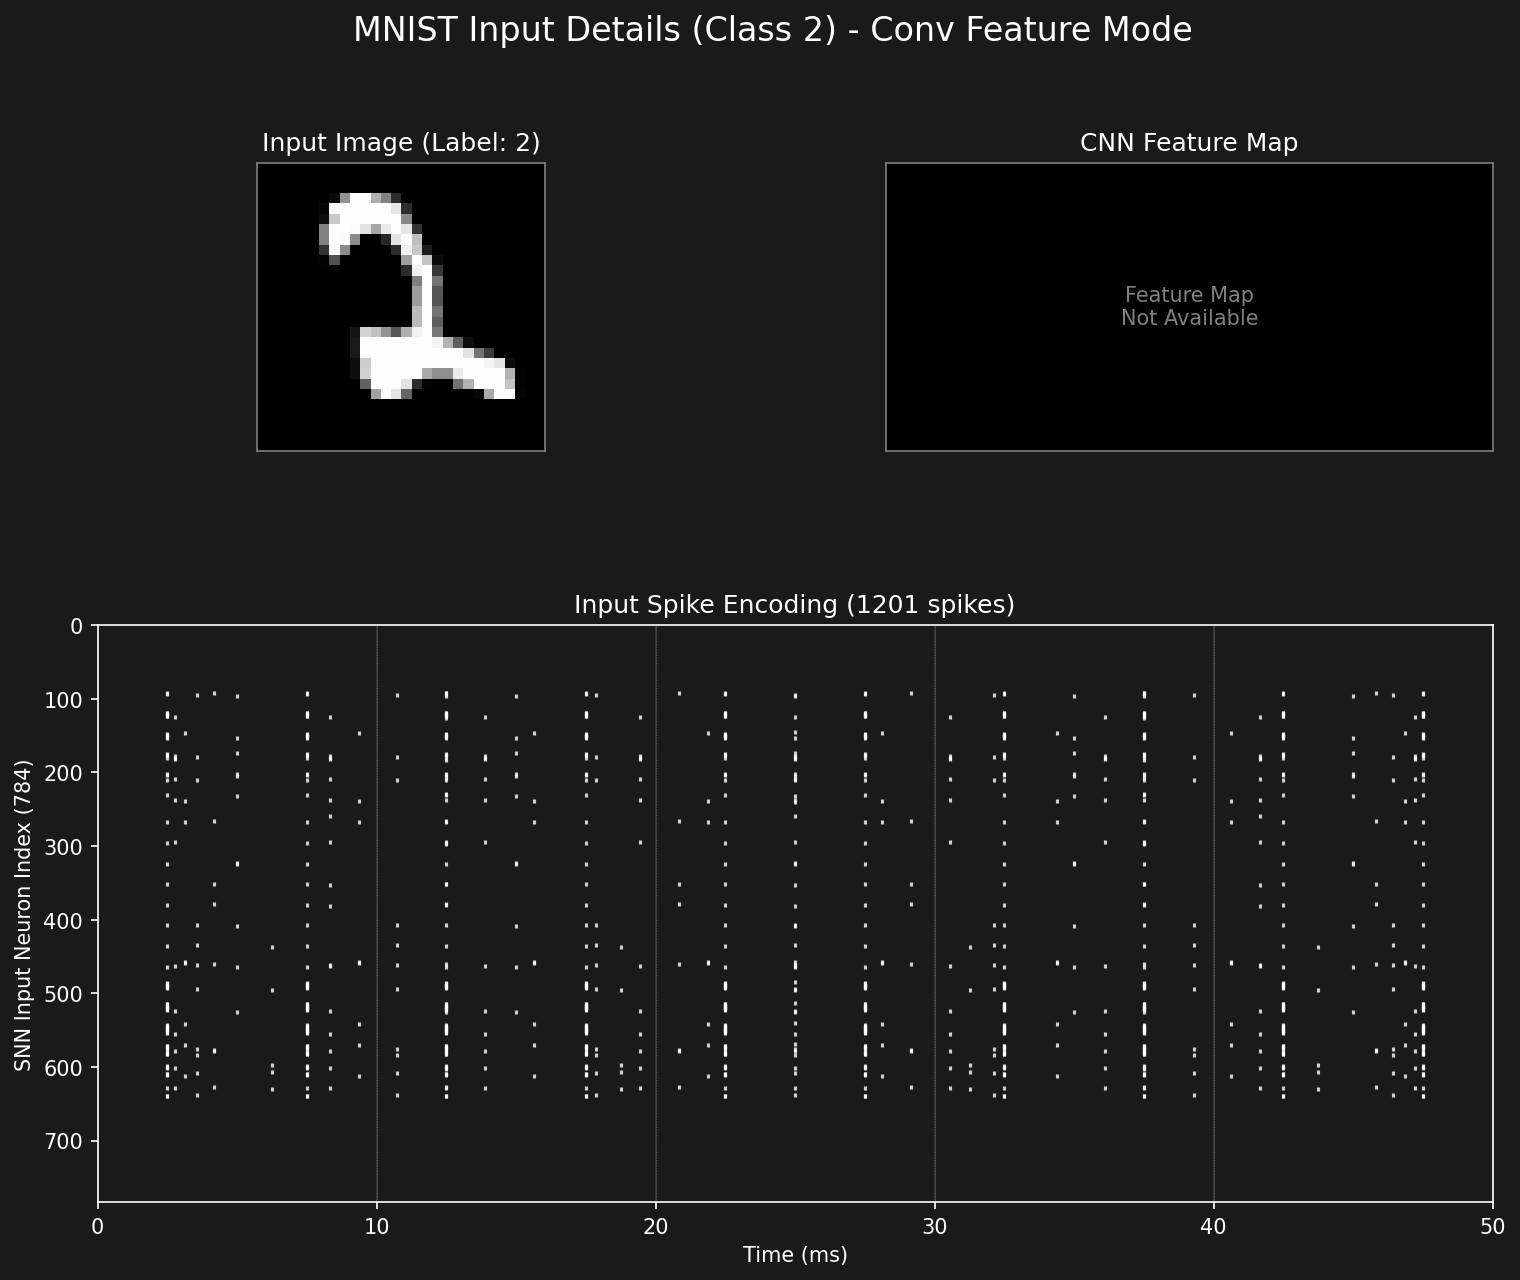 MNIST Input Details (Class 2) - Conv Feature Mode
Input Image (Label: 2)
CNN Feature Map
Feature Map
Not Available
Input Spike Encoding (1201 spikes)
SNN Input Neuron Index (784)
0
100
200
300
400
500
600
700
0 10 20 30 40 50
Time (ms)